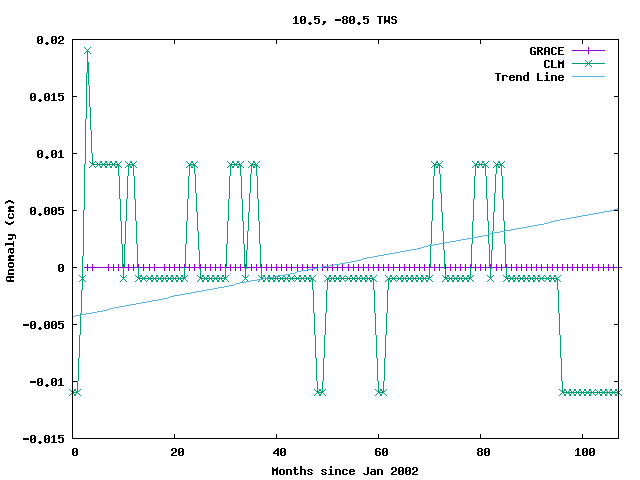 10.5, -80.5 TWS
GRACE
CLM
Trend Line
0.02
0.015
0.01
0.005
0
-0.005
-0.01
-0.015
Anomaly (cm)
0 20 40 60 80 100
Months since Jan 2002